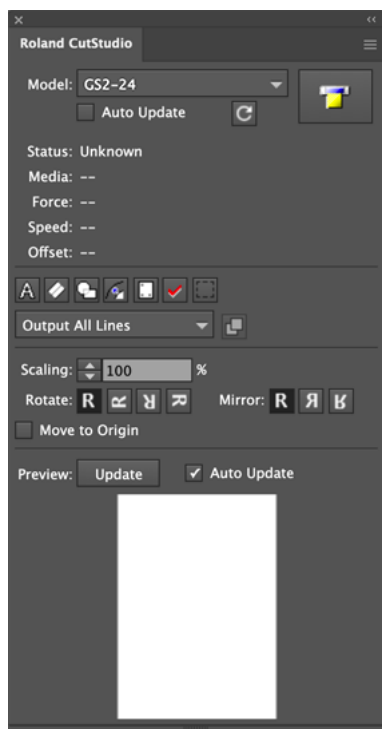 Roland CutStudio
Model: GS2-24
Auto Update
Status: Unknown
Media: --
Force: --
Speed: --
Offset: --
Output All Lines
Scaling: 100 %
Rotate: R R R R Mirror: R R R
Move to Origin
Preview: Update Auto Update